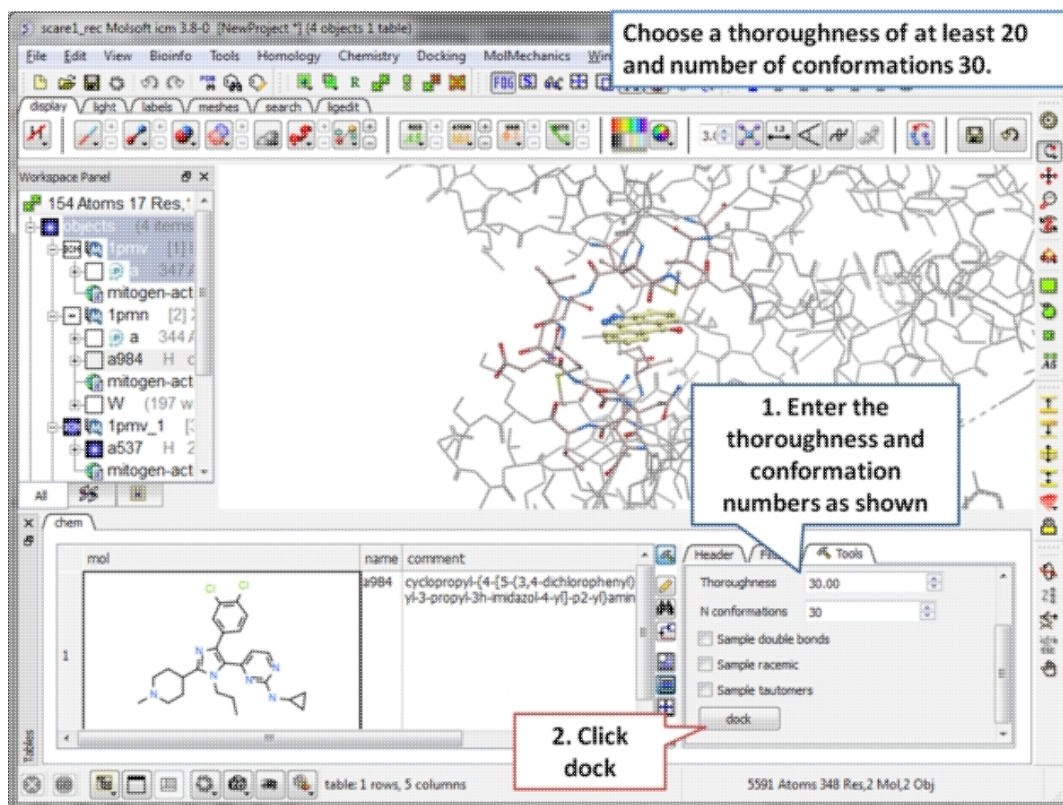 scare1_rec Molsoft icm 3.8-0 [NewProject *] (4 objects 1 table)
Choose a thoroughness of at least 20
and number of conformations 30.
File Edit View Bioinfo Tools Homology Chemistry Docking MolMechanics
display light labels meshes search ligedit
Workspace Panel
154 Atoms 17 Res,
objects (4 items
1pmv [1]
a 347 A
mitogen-act
1pmn [2]
a 344 A
a984 H c
mitogen-act
W (197 w
1pmv_1 [3
a537 H 2
mitogen-act
All
1. Enter the
thoroughness and
conformation
numbers as shown
chem
mol name comment
1 a984 cyclopropyl-(4-{5-(3,4-dichlorophenyl)
yl-3-propyl-3h-imidazol-4-yl]-p2-yl}amin
Cl Cl
N N N
N N N
Header Tools
Thoroughness 30.00
N conformations 30
Sample double bonds
Sample racemic
Sample tautomers
dock
2. Click
dock
Tables
table: 1 rows, 5 columns
5591 Atoms 348 Res,2 Mol,2 Obj